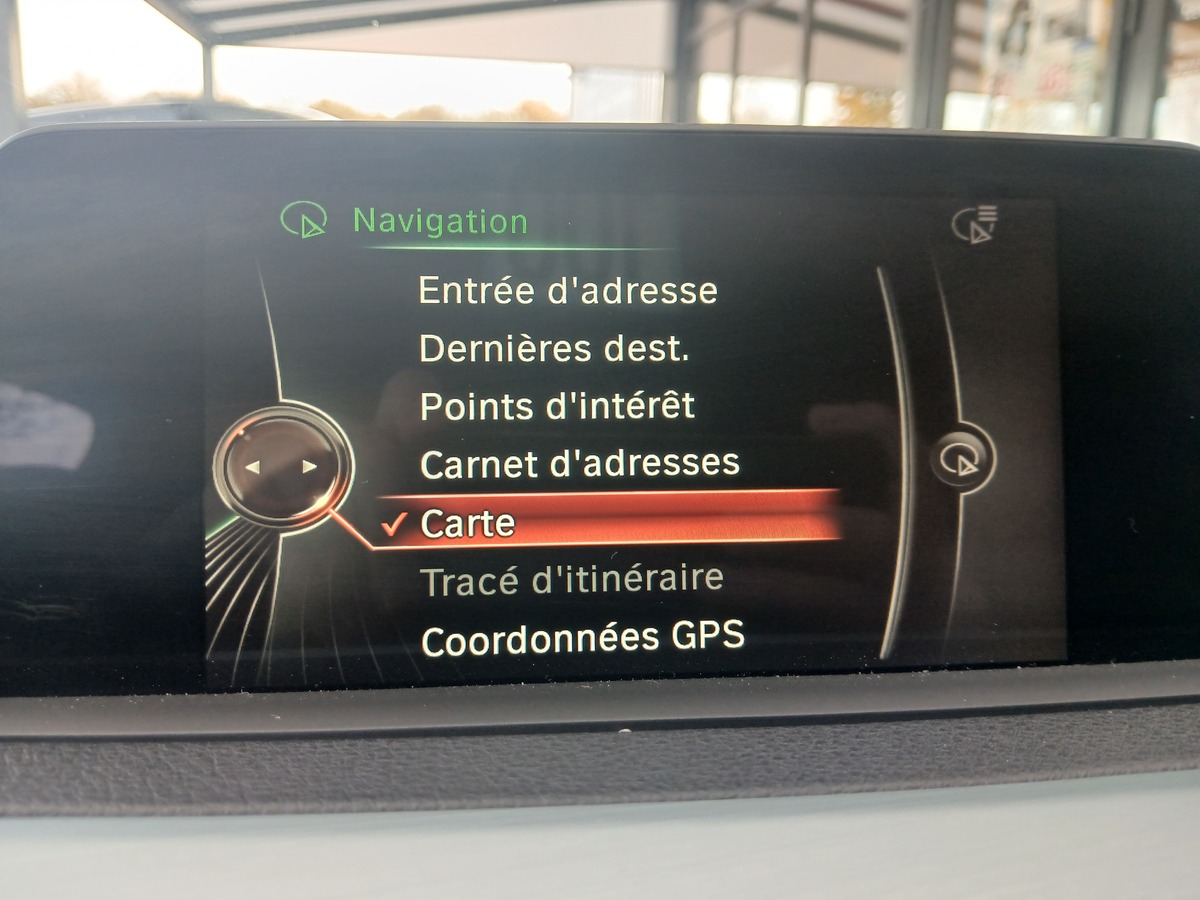 Navigation
Entrée d'adresse
Dernières dest.
Points d'intérêt
Carnet d'adresses
Carte
Tracé d'itinéraire
Coordonnées GPS